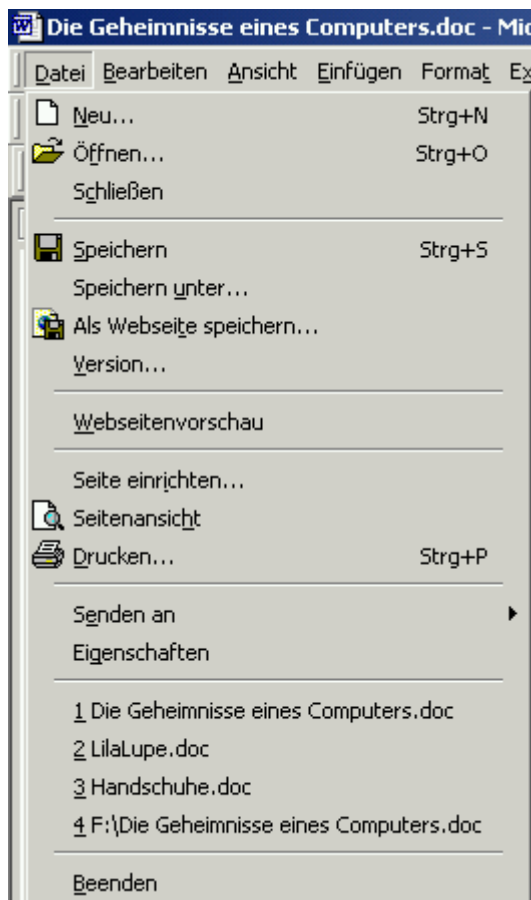 Die Geheimnisse eines Computers.doc - Mic
Datei Bearbeiten Ansicht Einfügen Format Ex
Neu... Strg+N
Öffnen... Strg+O
Schließen
Speichern Strg+S
Speichern unter...
Als Webseite speichern...
Version...
Webseitenvorschau
Seite einrichten...
Seitenansicht
Drucken... Strg+P
Senden an
Eigenschaften
1 Die Geheimnisse eines Computers.doc
2 LilaLupe.doc
3 Handschuhe.doc
4 F:\Die Geheimnisse eines Computers.doc
Beenden